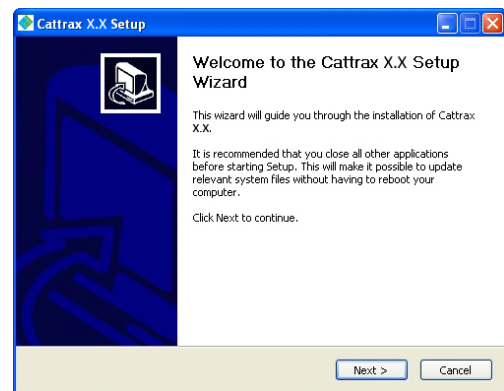 Cattrax X.X Setup
Welcome to the Cattrax X.X Setup
Wizard
This wizard will guide you through the installation of Cattrax
X.X.
It is recommended that you close all other applications
before starting Setup. This will make it possible to update
relevant system files without having to reboot your
computer.
Click Next to continue.
Next >
Cancel